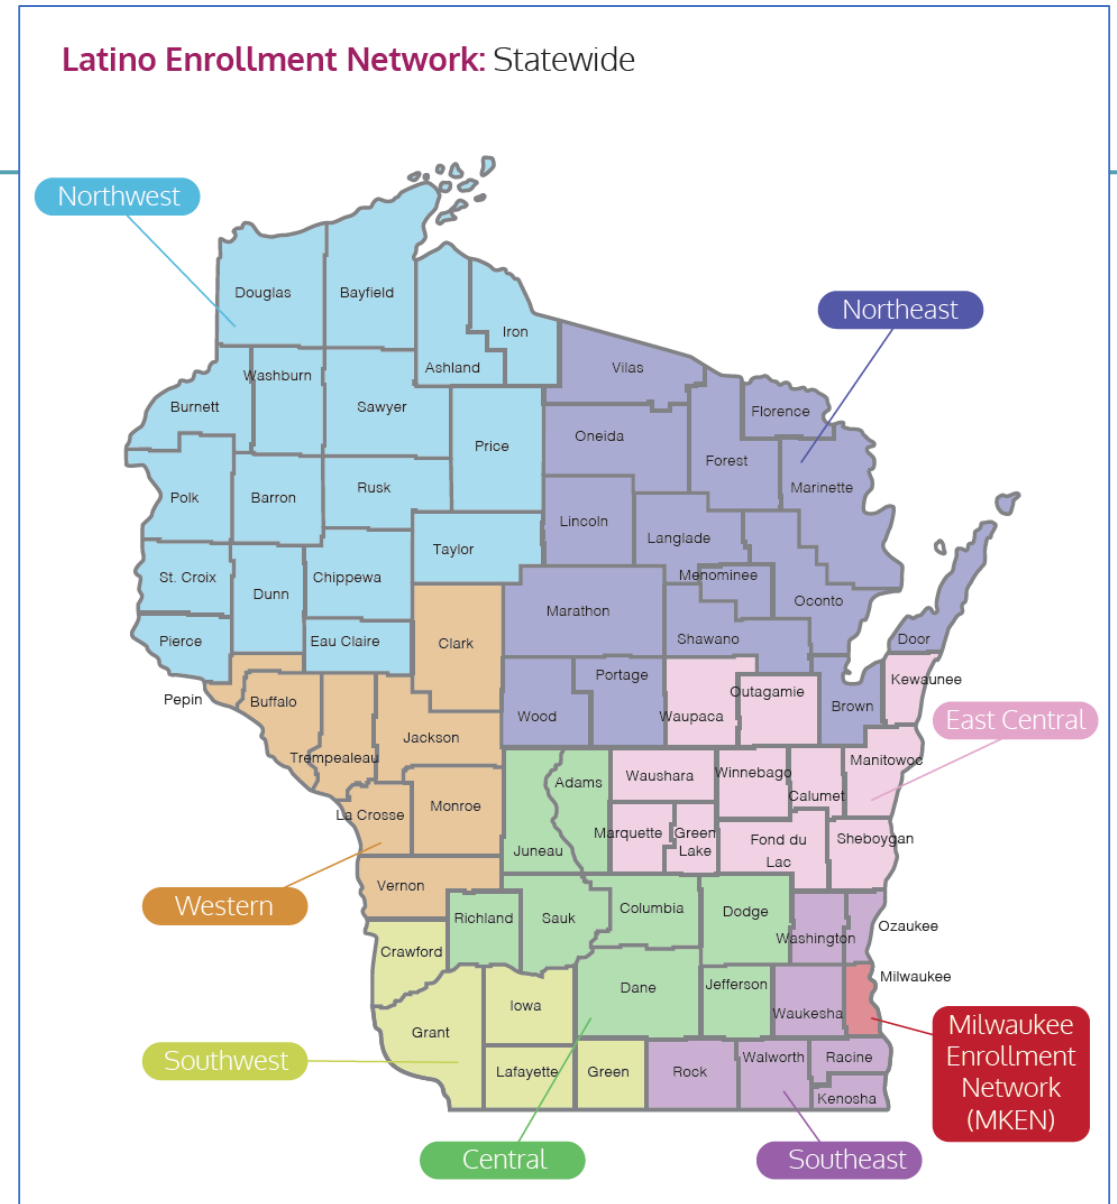 Latino Enrollment Network: Statewide
Northwest
Northeast
Douglas
Bayfield
Iron
Ashland
Washburn
Burnett
Sawyer
Price
Polk
Barron
Rusk
Taylor
St. Croix
Dunn
Chippewa
Pierce
Eau Claire
Vilas
Florence
Oneida
Forest
Marinette
Lincoln
Langlade
Menominee
Oconto
Marathon
Shawano
Door
Wood
Portage
Brown
Clark
Pepin
Buffalo
Trempealeau
Jackson
La Crosse
Monroe
Vernon
Western
Waupaca
Outagamie
Kewaunee
East Central
Waushara
Winnebago
Calumet
Manitowoc
Marquette
Green
Lake
Fond du
Lac
Sheboygan
Adams
Juneau
Richland
Sauk
Columbia
Dodge
Dane
Jefferson
Washington
Ozaukee
Milwaukee
Waukesha
Crawford
Iowa
Grant
Lafayette
Green
Southwest
Rock
Walworth
Racine
Kenosha
Milwaukee
Enrollment
Network
(MKEN)
Central
Southeast